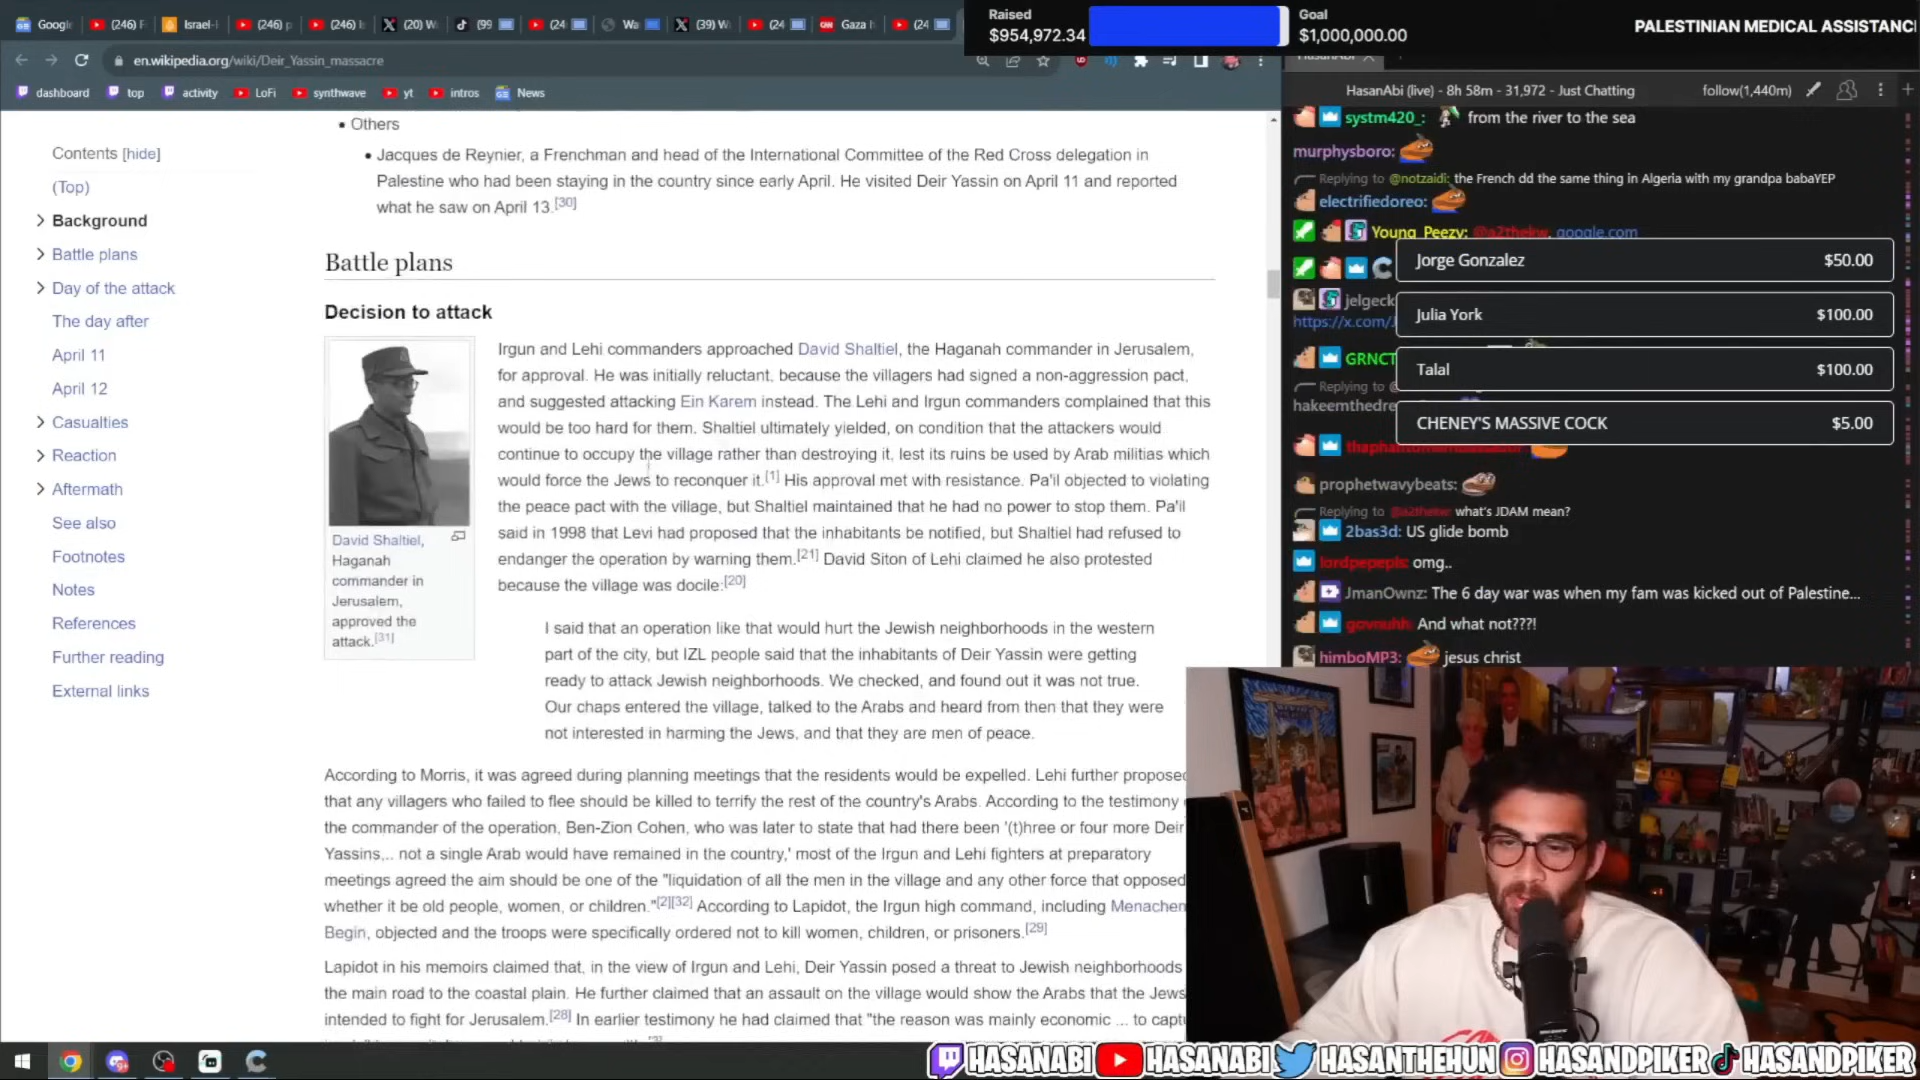 Googl
(246) F
Israel-i
(246) p
(246) is
(20) W
(99
(24
Wa
(39) W
(24
Gaza h
(24
Raised
$954,972.34
Goal
$1,000,000.00
PALESTINIAN MEDICAL ASSISTANC
en.wikipedia.org/wiki/Deir_Yassin_massacre
HasanAbi
dashboard
top
activity
LoFi
synthwave
yt
intros
News
HasanAbi (live) - 8h 58m - 31,972 - Just Chatting
follow(1,440m)
Contents [hide]
(Top)
Background
Battle plans
Day of the attack
The day after
April 11
April 12
Casualties
Reaction
Aftermath
See also
Footnotes
Notes
References
Further reading
External links
Others
Jacques de Reynier, a Frenchman and head of the International Committee of the Red Cross delegation in
Palestine who had been staying in the country since early April. He visited Deir Yassin on April 11 and reported
what he saw on April 13.[30]
Battle plans
Decision to attack
David Shaltiel,
Haganah
commander in
Jerusalem,
approved the
attack.[31]
Irgun and Lehi commanders approached David Shaltiel, the Haganah commander in Jerusalem,
for approval. He was initially reluctant, because the villagers had signed a non-aggression pact,
and suggested attacking Ein Karem instead. The Lehi and Irgun commanders complained that this
would be too hard for them. Shaltiel ultimately yielded, on condition that the attackers would
continue to occupy the village rather than destroying it, lest its ruins be used by Arab militias which
would force the Jews to reconquer it.[1] His approval met with resistance. Pa'il objected to violating
the peace pact with the village, but Shaltiel maintained that he had no power to stop them. Pa'il
said in 1998 that Levi had proposed that the inhabitants be notified, but Shaltiel had refused to
endanger the operation by warning them.[21] David Siton of Lehi claimed he also protested
because the village was docile:[20]
I said that an operation like that would hurt the Jewish neighborhoods in the western
part of the city, but IZL people said that the inhabitants of Deir Yassin were getting
ready to attack Jewish neighborhoods. We checked, and found out it was not true.
Our chaps entered the village, talked to the Arabs and heard from then that they were
not interested in harming the Jews, and that they are men of peace.
According to Morris, it was agreed during planning meetings that the residents would be expelled. Lehi further proposed
that any villagers who failed to flee should be killed to terrify the rest of the country's Arabs. According to the testimony
the commander of the operation, Ben-Zion Cohen, who was later to state that had there been '(t)hree or four more Deir
Yassins,.. not a single Arab would have remained in the country,' most of the Irgun and Lehi fighters at preparatory
meetings agreed the aim should be one of the "liquidation of all the men in the village and any other force that opposed
whether it be old people, women, or children."[2][32] According to Lapidot, the Irgun high command, including Menachem
Begin, objected and the troops were specifically ordered not to kill women, children, or prisoners.[29]
Lapidot in his memoirs claimed that, in the view of Irgun and Lehi, Deir Yassin posed a threat to Jewish neighborhoods
the main road to the coastal plain. He further claimed that an assault on the village would show the Arabs that the Jews
intended to fight for Jerusalem.[28] In earlier testimony he had claimed that "the reason was mainly economic ... to captu
systm420_: from the river to the sea
murphysboro:
Replying to @notzaidi: the French dd the same thing in Algeria with my grandpa babaYEP
electrifiedoreo:
Young_Peezy: @a2thekw, google.com
Jorge Gonzalez $50.00
jelgeck
https://x.com/J
Julia York $100.00
GRNCT
Talal $100.00
Replying to @
hakeemthedre
CHENEY'S MASSIVE COCK $5.00
prophetwavybeats:
Replying to @a2thekw: what's JDAM mean?
2bas3d: US glide bomb
lordpepepls: omg..
JmanOwnz: The 6 day war was when my fam was kicked out of Palestine...
govnuhh: And what not???!
himboMP3: jesus christ
HASANABI HASANABI HASANTHEHUN HASANDPIKER HASANDPIKER